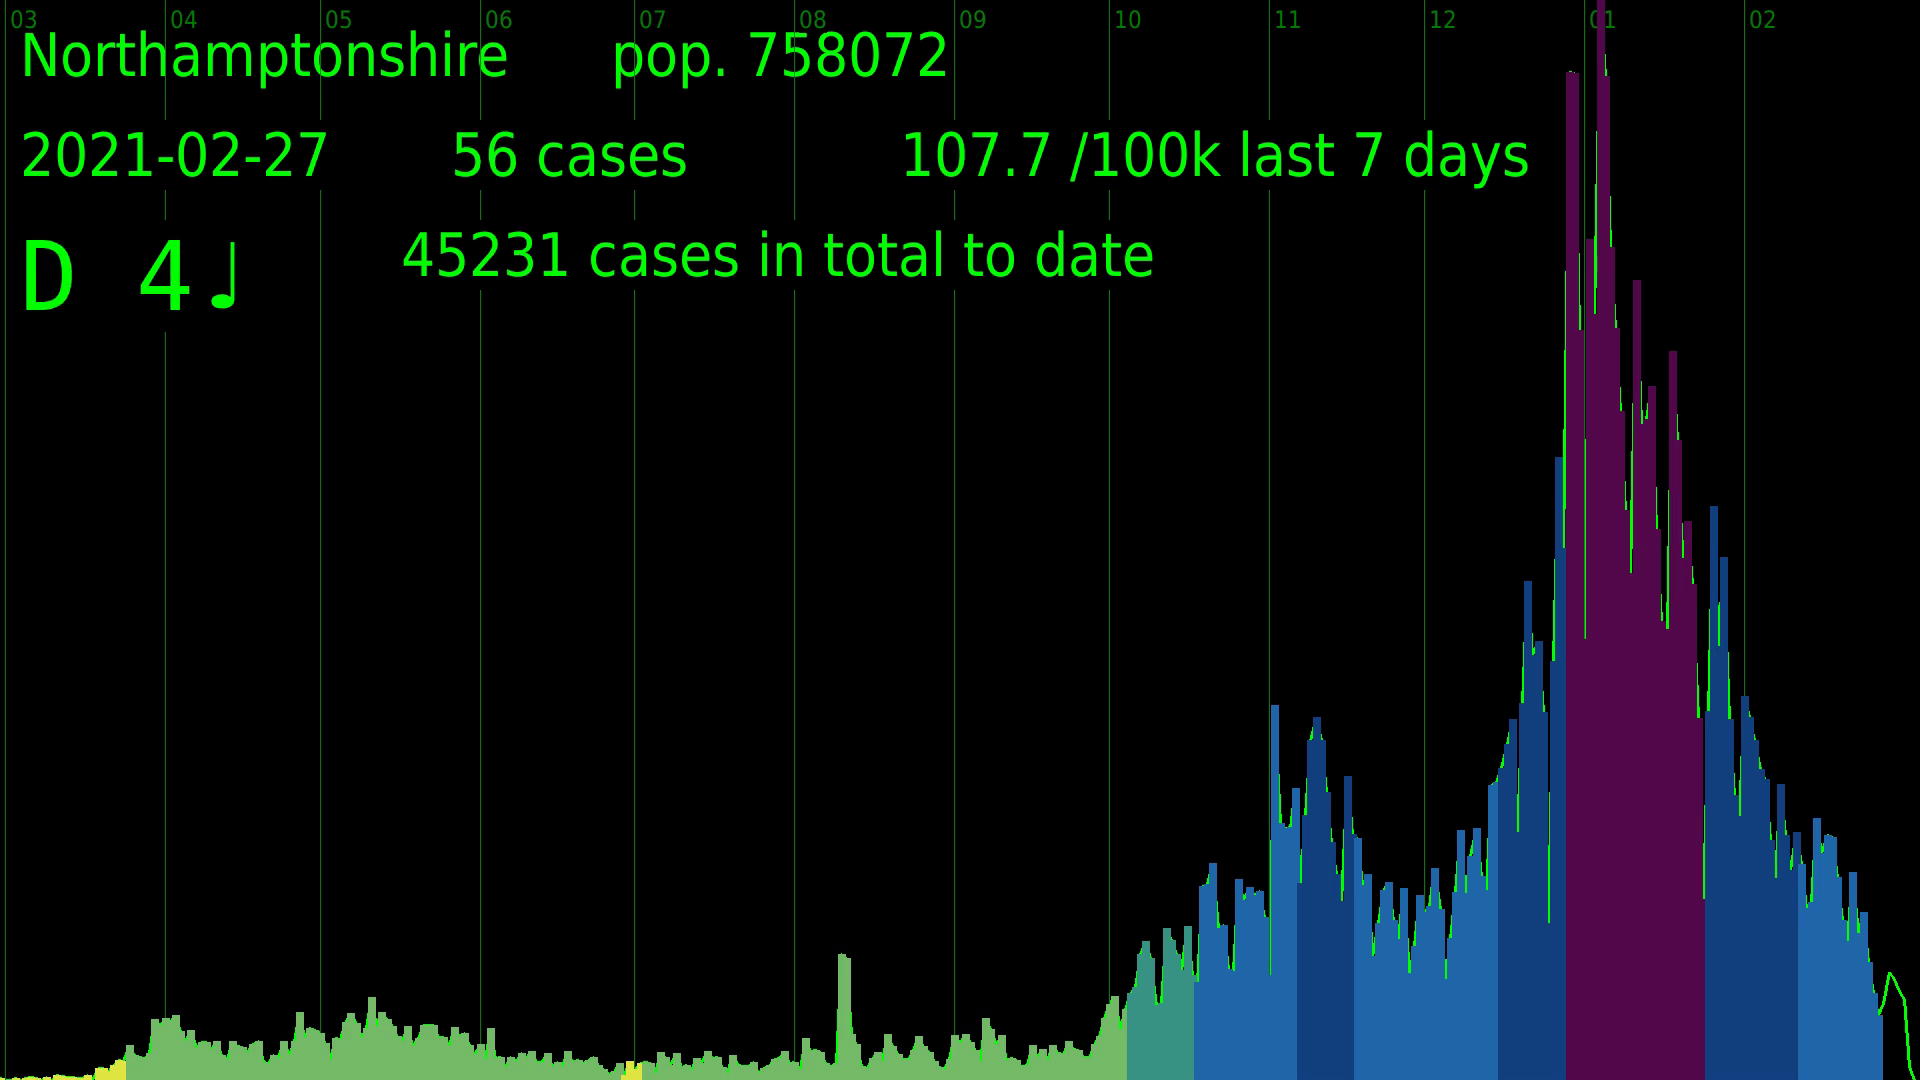 03 04 05 06 07 08 09 10 11 12 01 02
Northamptonshire pop. 758072
2021-02-27 56 cases 107.7 /100k last 7 days
D 4♩ 45231 cases in total to date